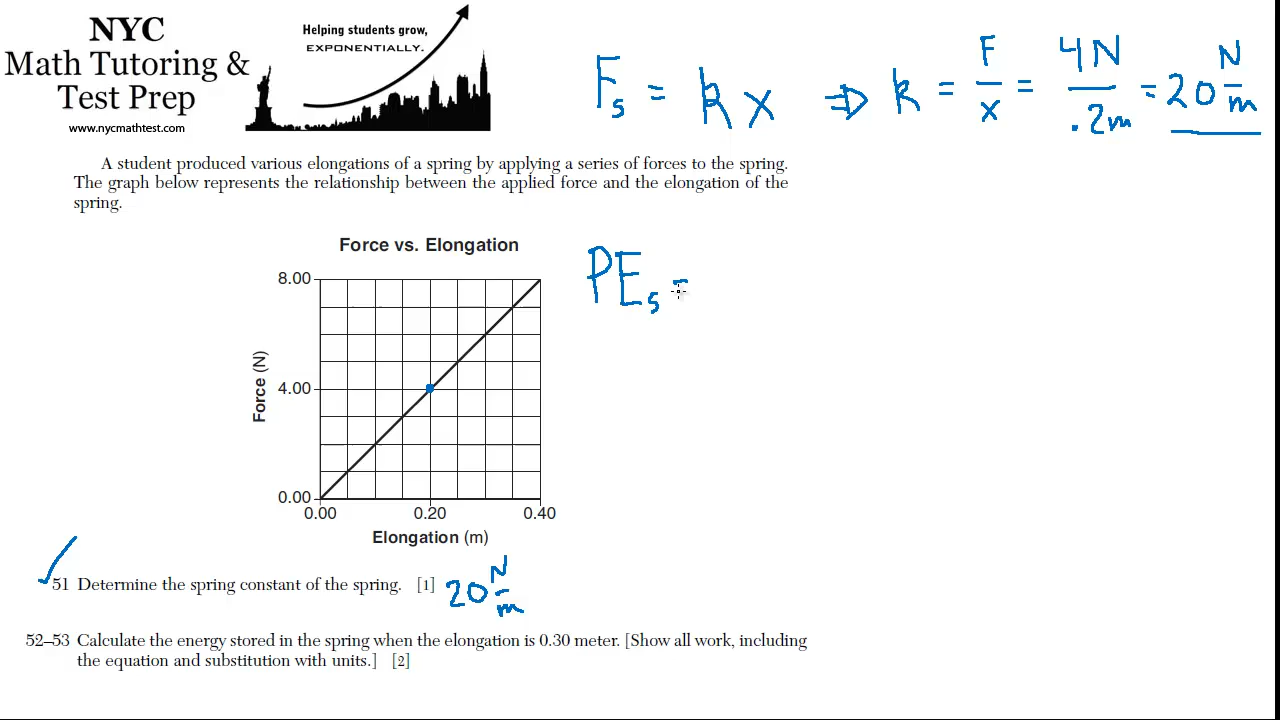 NYC
Math Tutoring &
Test Prep
www.nycmathtest.com
Helping students grow,
EXPONENTIALLY.
F_s = k x ⇒ k = F/x = 4N/.2m = 20 N/m
A student produced various elongations of a spring by applying a series of forces to the spring.
The graph below represents the relationship between the applied force and the elongation of the
spring.
Force vs. Elongation
8.00
4.00
0.00
Force (N)
0.00 0.20 0.40
Elongation (m)
PE_s =
51 Determine the spring constant of the spring. [1] 20 N/m
52–53 Calculate the energy stored in the spring when the elongation is 0.30 meter. [Show all work, including
the equation and substitution with units.] [2]